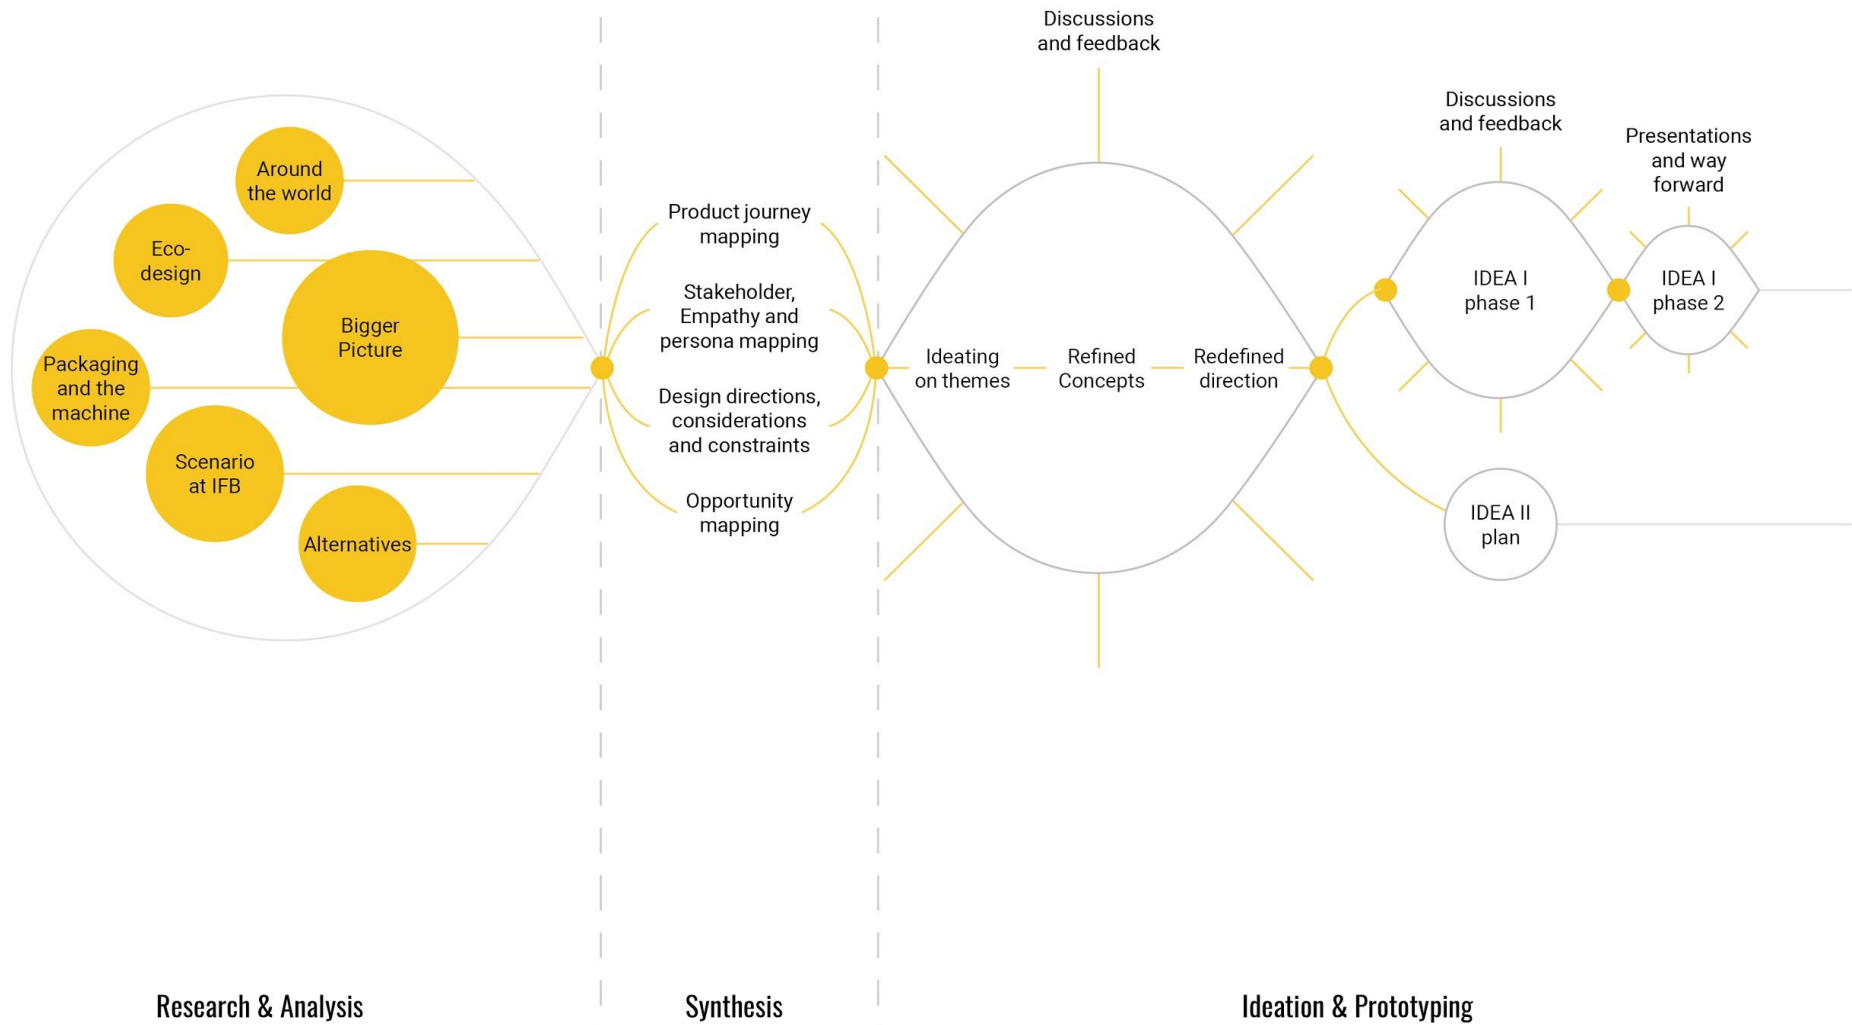 Around
the world
Eco-
design
Bigger
Picture
Packaging
and the
machine
Scenario
at IFB
Alternatives
Product journey
mapping
Stakeholder,
Empathy and
persona mapping
Design directions,
considerations
and constraints
Opportunity
mapping
Discussions
and feedback
Ideating
on themes
Refined
Concepts
Redefined
direction
Discussions
and feedback
IDEA I
phase 1
Presentations
and way
forward
IDEA I
phase 2
IDEA II
plan
Research & Analysis
Synthesis
Ideation & Prototyping